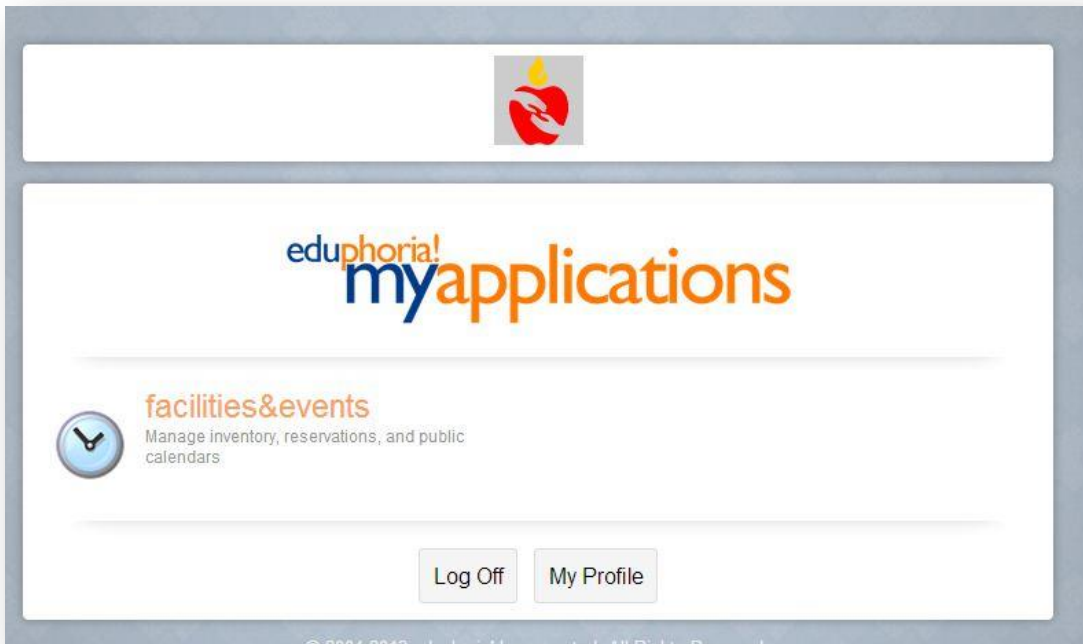 eduphoria!
myapplications
facilities&events
Manage inventory, reservations, and public
calendars
Log Off My Profile